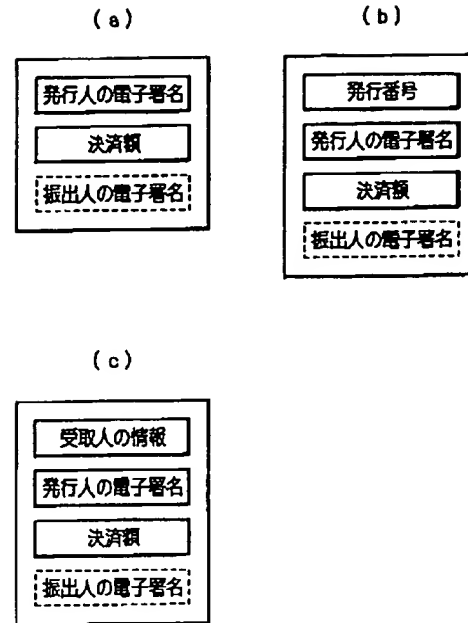 (a)
発行人の電子署名
決済額
振出人の電子署名
(b)
発行番号
発行人の電子署名
決済額
振出人の電子署名
(c)
受取人の情報
発行人の電子署名
決済額
振出人の電子署名